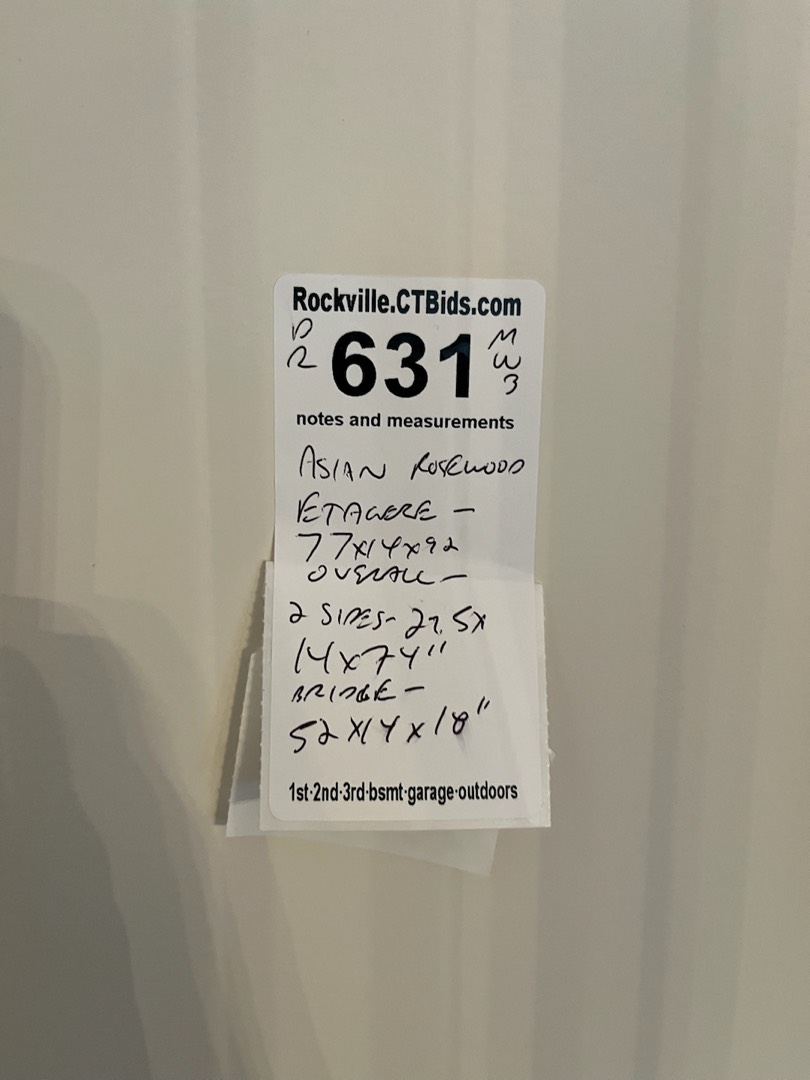 Rockville.CTBids.com
DR 631 MW3
notes and measurements
ASIAN ROSEWOOD
ETAGERE -
77x14x92
OVERALL -
2 SIDES- 27.5x
14x74"
BRIDGE -
52x14x18"
1st·2nd·3rd·bsmt·garage·outdoors